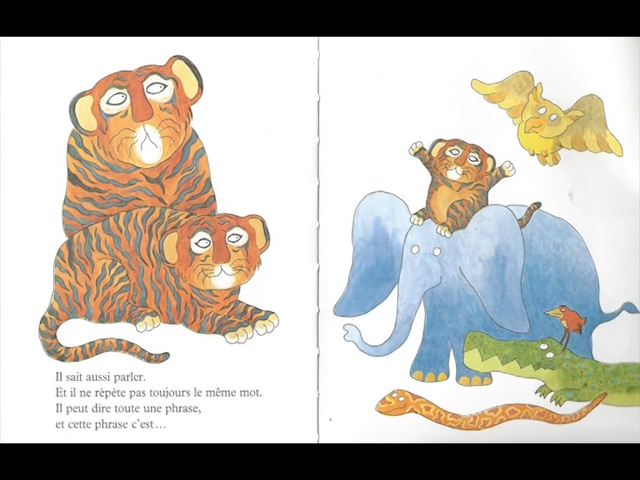 Il sait aussi parler.
Et il ne répète pas toujours le même mot.
Il peut dire toute une phrase,
et cette phrase c'est…